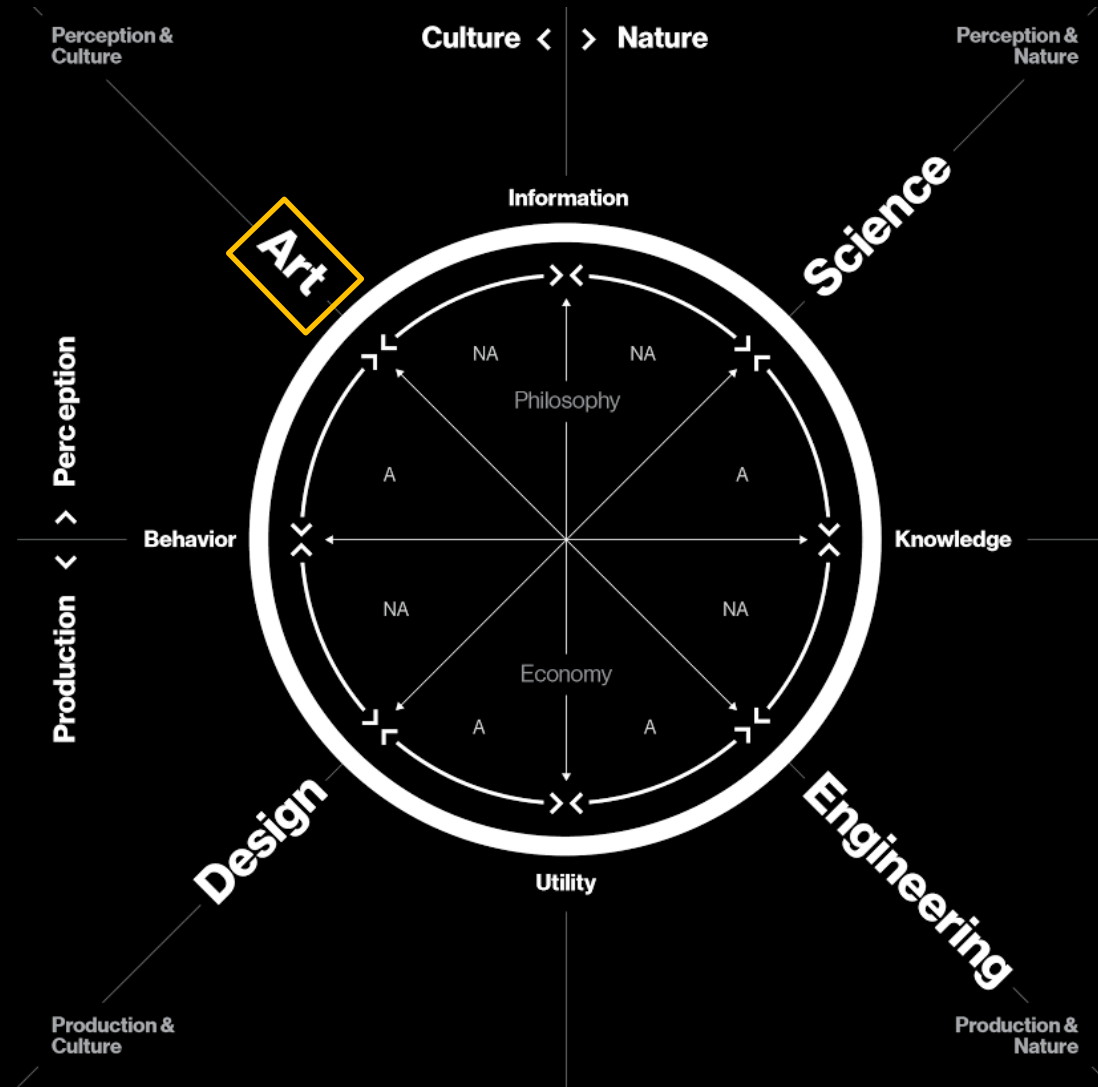 Perception &
Culture
Culture < > Nature
Perception &
Nature
Art
Information
Science
NA
NA
Philosophy
Perception
A
A
Behavior
Knowledge
Production
NA
NA
Economy
A
A
Design
Engineering
Utility
Production &
Culture
Production &
Nature